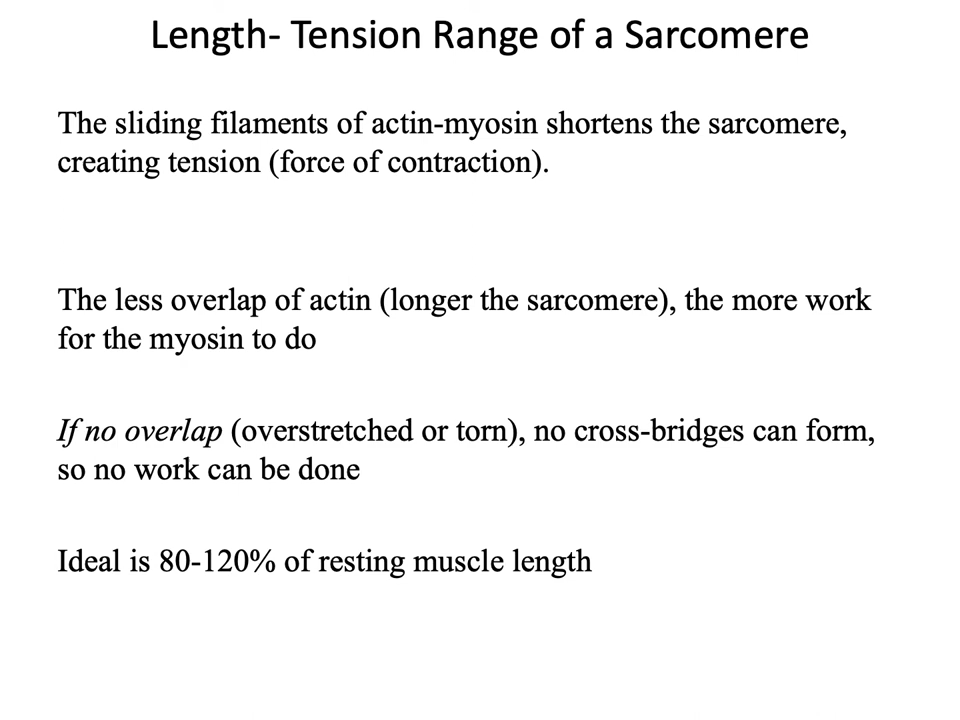 Length- Tension Range of a Sarcomere
The sliding filaments of actin-myosin shortens the sarcomere,
creating tension (force of contraction).
The less overlap of actin (longer the sarcomere), the more work
for the myosin to do
If no overlap (overstretched or torn), no cross-bridges can form,
so no work can be done
Ideal is 80-120% of resting muscle length